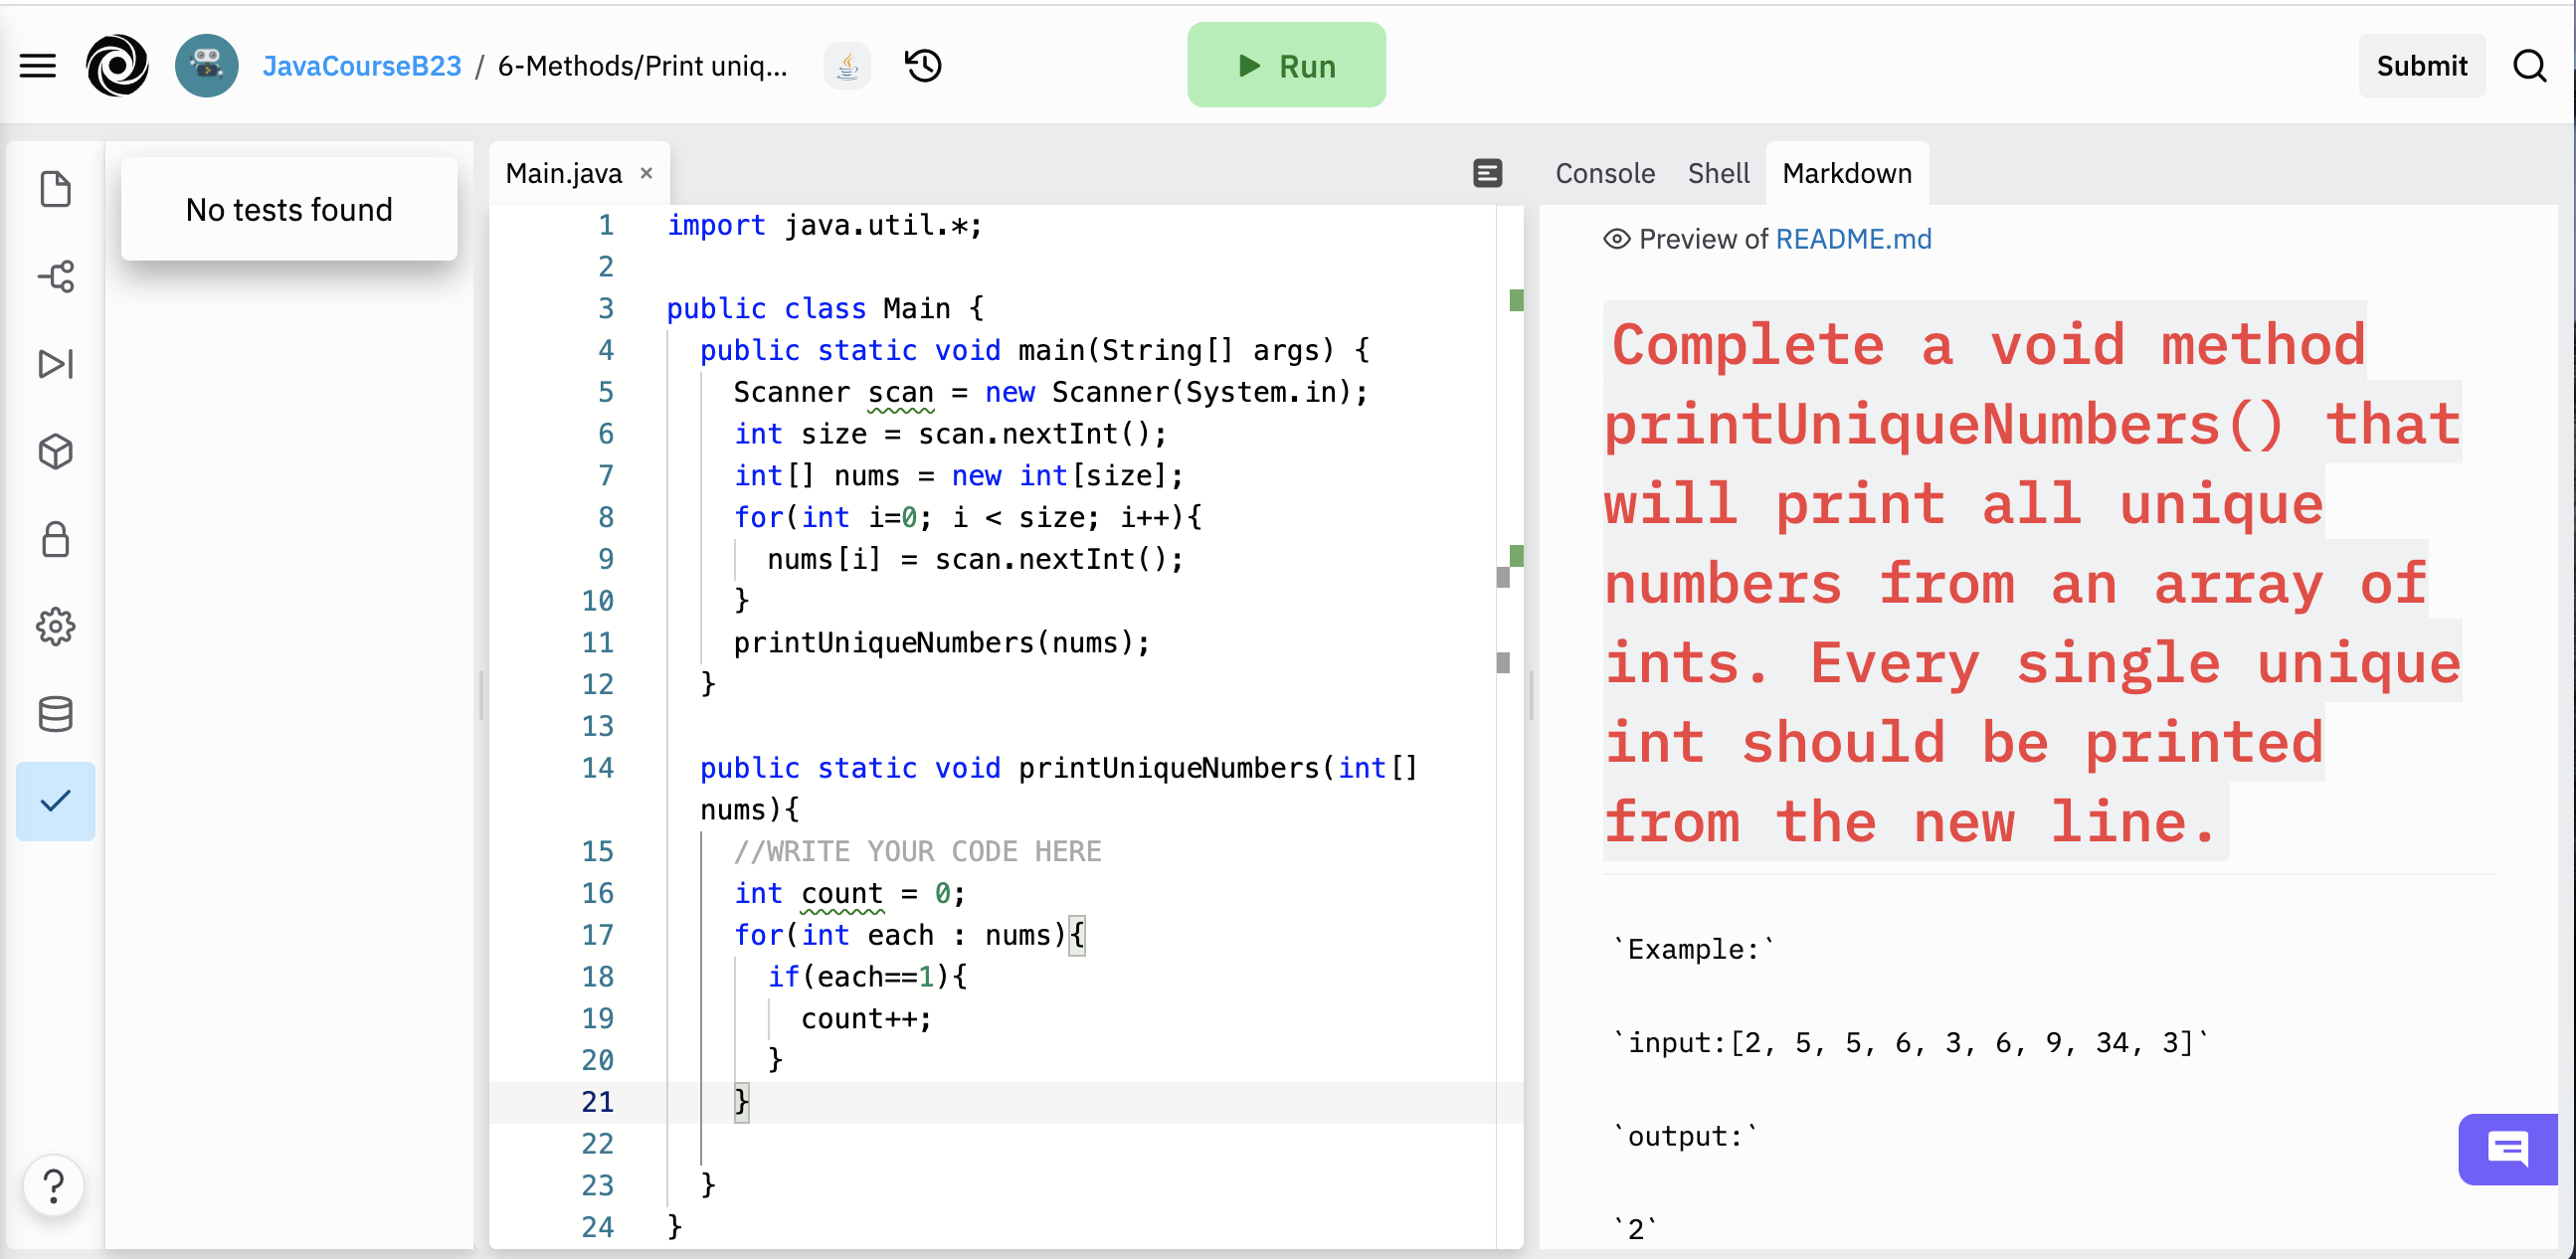 JavaCourseB23 / 6-Methods/Print uniq...
Run
Submit
No tests found
Main.java ×
1 import java.util.*;
2
3 public class Main {
4 public static void main(String[] args) {
5 Scanner scan = new Scanner(System.in);
6 int size = scan.nextInt();
7 int[] nums = new int[size];
8 for(int i=0; i < size; i++){
9 nums[i] = scan.nextInt();
10 }
11 printUniqueNumbers(nums);
12 }
13
14 public static void printUniqueNumbers(int[]
nums){
15 //WRITE YOUR CODE HERE
16 int count = 0;
17 for(int each : nums){
18 if(each==1){
19 count++;
20 }
21 }
22
23 }
24 }
?
Console Shell Markdown
Preview of README.md
Complete a void method
printUniqueNumbers() that
will print all unique
numbers from an array of
ints. Every single unique
int should be printed
from the new line.
`Example:`
`input:[2, 5, 5, 6, 3, 6, 9, 34, 3]`
`output:`
`2`